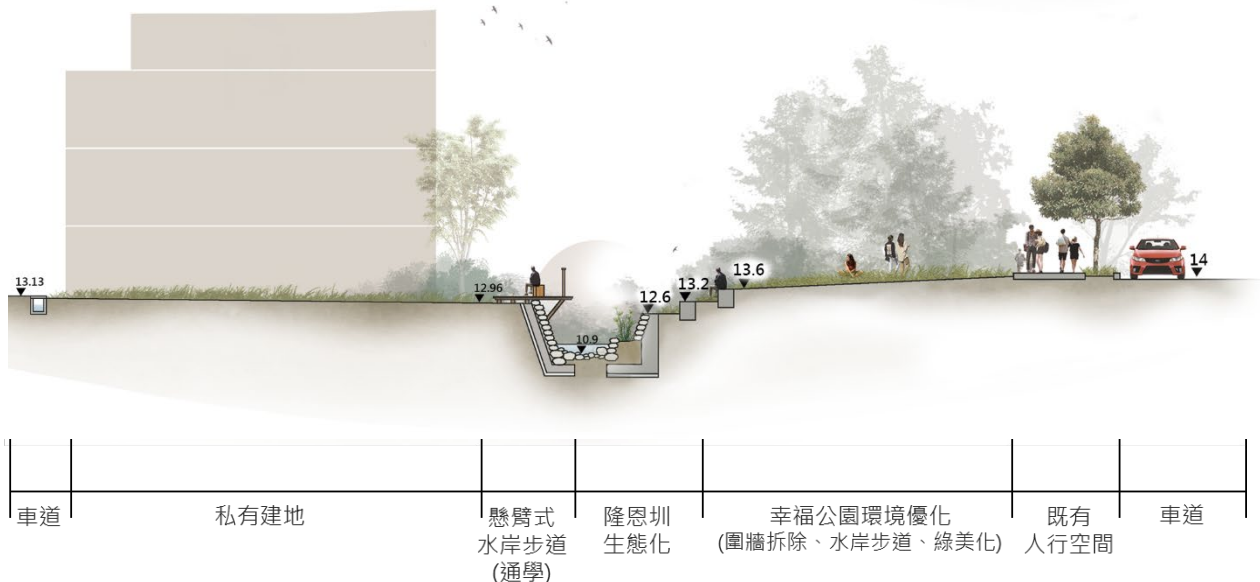 13.13
12.96
10.9
12.6
13.2
13.6
14
車道
私有建地
懸臂式
水岸步道
(通學)
隆恩圳
生態化
幸福公園環境優化
(圍牆拆除、水岸步道、綠美化)
既有
人行空間
車道